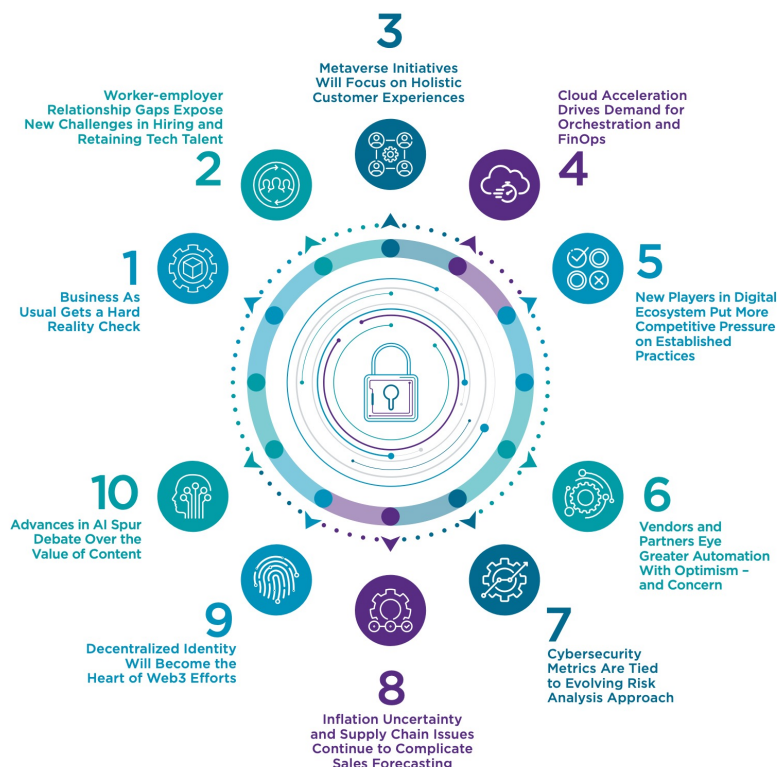 3
Metaverse Initiatives
Will Focus on Holistic
Customer Experiences
Worker-employer
Relationship Gaps Expose
New Challenges in Hiring and
Retaining Tech Talent
2
Cloud Acceleration
Drives Demand for
Orchestration and
FinOps
4
1
Business As
Usual Gets a Hard
Reality Check
5
New Players in Digital
Ecosystem Put More
Competitive Pressure
on Established
Practices
10
Advances in AI Spur
Debate Over the
Value of Content
6
Vendors and
Partners Eye
Greater Automation
With Optimism –
and Concern
9
Decentralized Identity
Will Become the
Heart of Web3 Efforts
7
Cybersecurity
Metrics Are Tied
to Evolving Risk
Analysis Approach
8
Inflation Uncertainty
and Supply Chain Issues
Continue to Complicate
Sales Forecasting